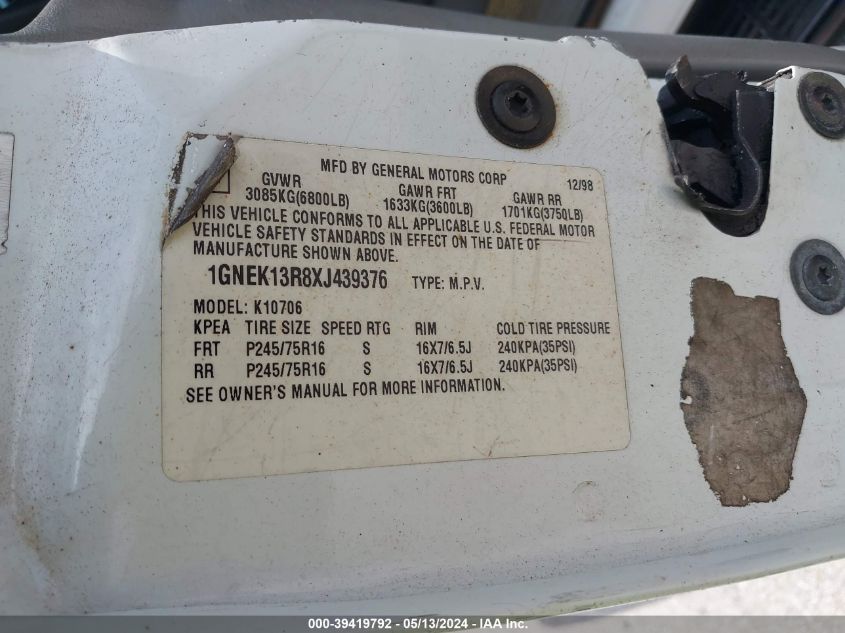 MFD BY GENERAL MOTORS CORP 12/98
GVWR GAWR FRT GAWR RR
3085KG(6800LB) 1633KG(3600LB) 1701KG(3750LB)
THIS VEHICLE CONFORMS TO ALL APPLICABLE U.S. FEDERAL MOTOR
VEHICLE SAFETY STANDARDS IN EFFECT ON THE DATE OF
MANUFACTURE SHOWN ABOVE.
1GNEK13R8XJ439376 TYPE: M.P.V.
MODEL: K10706
KPEA TIRE SIZE SPEED RTG RIM COLD TIRE PRESSURE
FRT P245/75R16 S 16X7/6.5J 240KPA(35PSI)
RR P245/75R16 S 16X7/6.5J 240KPA(35PSI)
SEE OWNER'S MANUAL FOR MORE INFORMATION.
000-39419792 - 05/13/2024 - IAA, Inc.